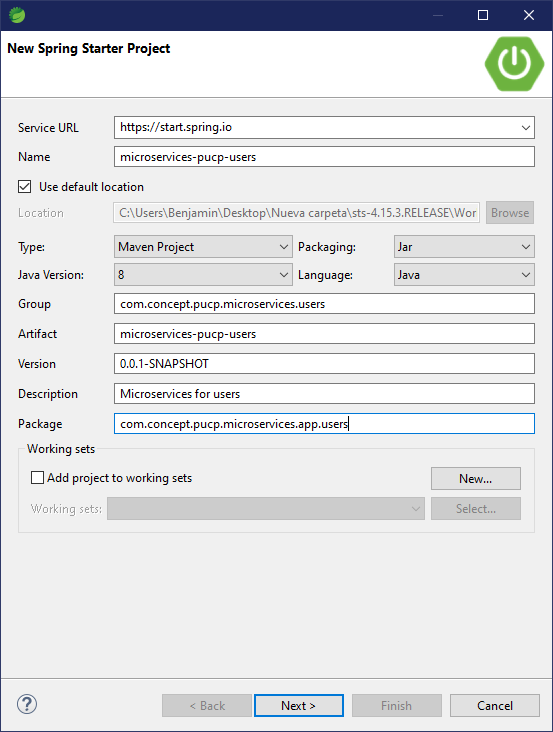 New Spring Starter Project
Service URL https://start.spring.io
Name microservices-pucp-users
Use default location
Location C:\Users\Benjamin\Desktop\Nueva carpeta\sts-4.15.3.RELEASE\Wor Browse
Type: Maven Project Packaging: Jar
Java Version: 8 Language: Java
Group com.concept.pucp.microservices.users
Artifact microservices-pucp-users
Version 0.0.1-SNAPSHOT
Description Microservices for users
Package com.concept.pucp.microservices.app.users
Working sets
Add project to working sets New...
Working sets: Select...
? < Back Next > Finish Cancel